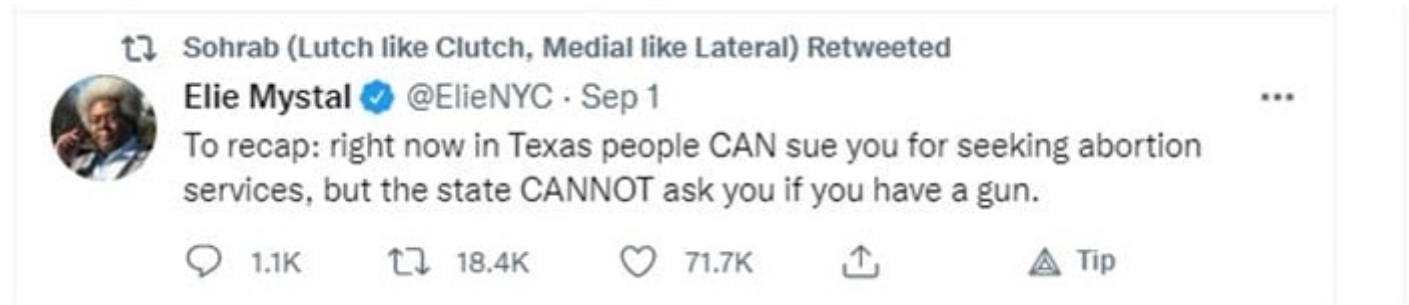 Sohrab (Lutch like Clutch, Medial like Lateral) Retweeted
Elie Mystal @ElieNYC · Sep 1
To recap: right now in Texas people CAN sue you for seeking abortion
services, but the state CANNOT ask you if you have a gun.
1.1K 18.4K 71.7K Tip